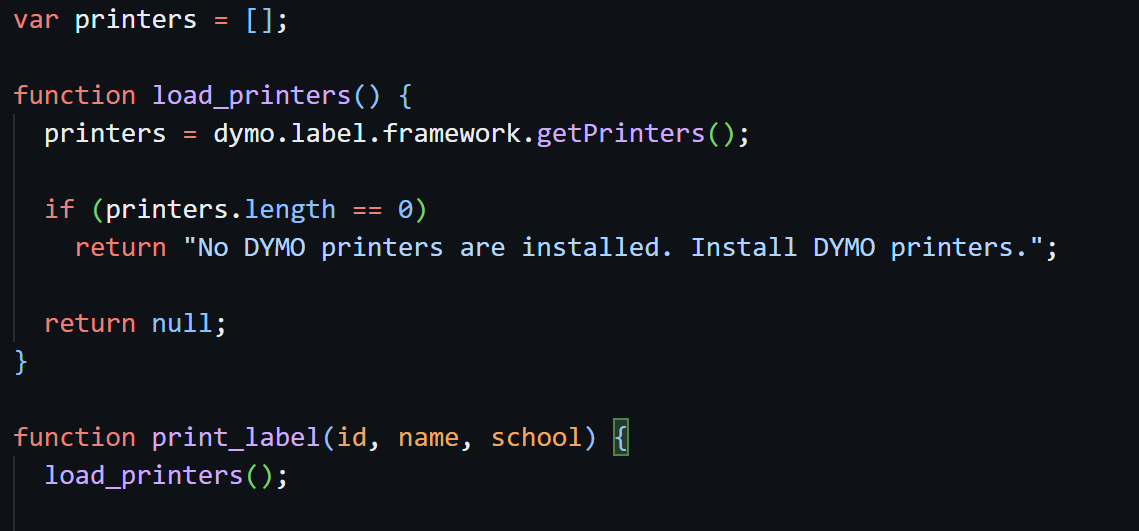 var printers = [];
function load_printers() {
printers = dymo.label.framework.getPrinters();
if (printers.length == 0)
return "No DYMO printers are installed. Install DYMO printers.";
return null;
}
function print_label(id, name, school) {
load_printers();